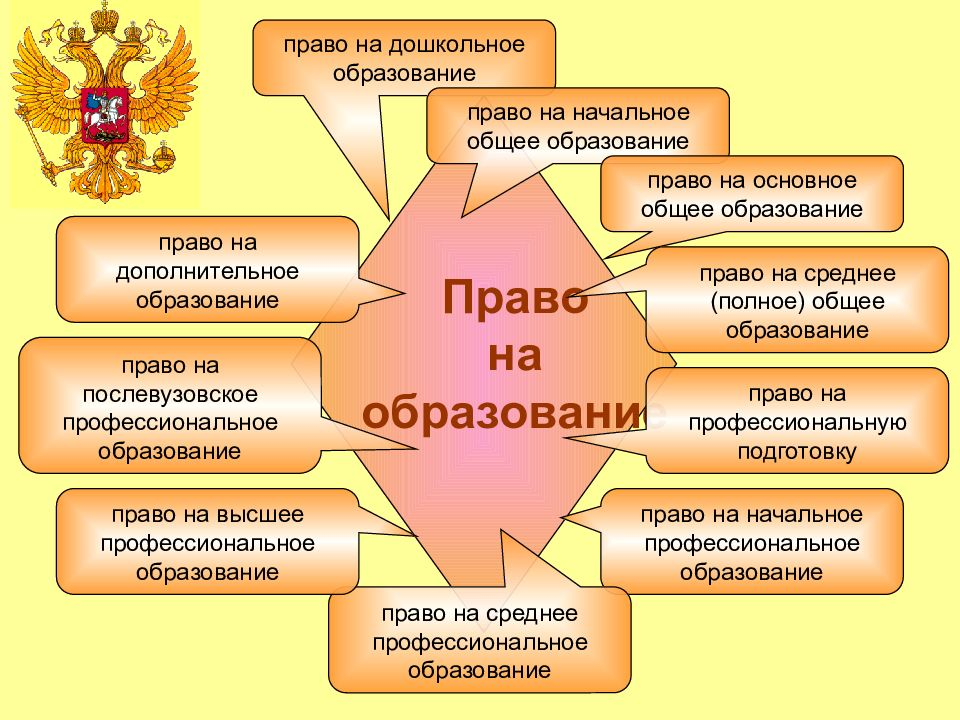 право на дошкольное
образование
право на начальное
общее образование
право на основное
общее образование
право на
дополнительное
образование
право на среднее
(полное) общее
образование
Право
на
образование
право на
послевузовское
профессиональное
образование
право на
профессиональную
подготовку
право на высшее
профессиональное
образование
право на начальное
профессиональное
образование
право на среднее
профессиональное
образование